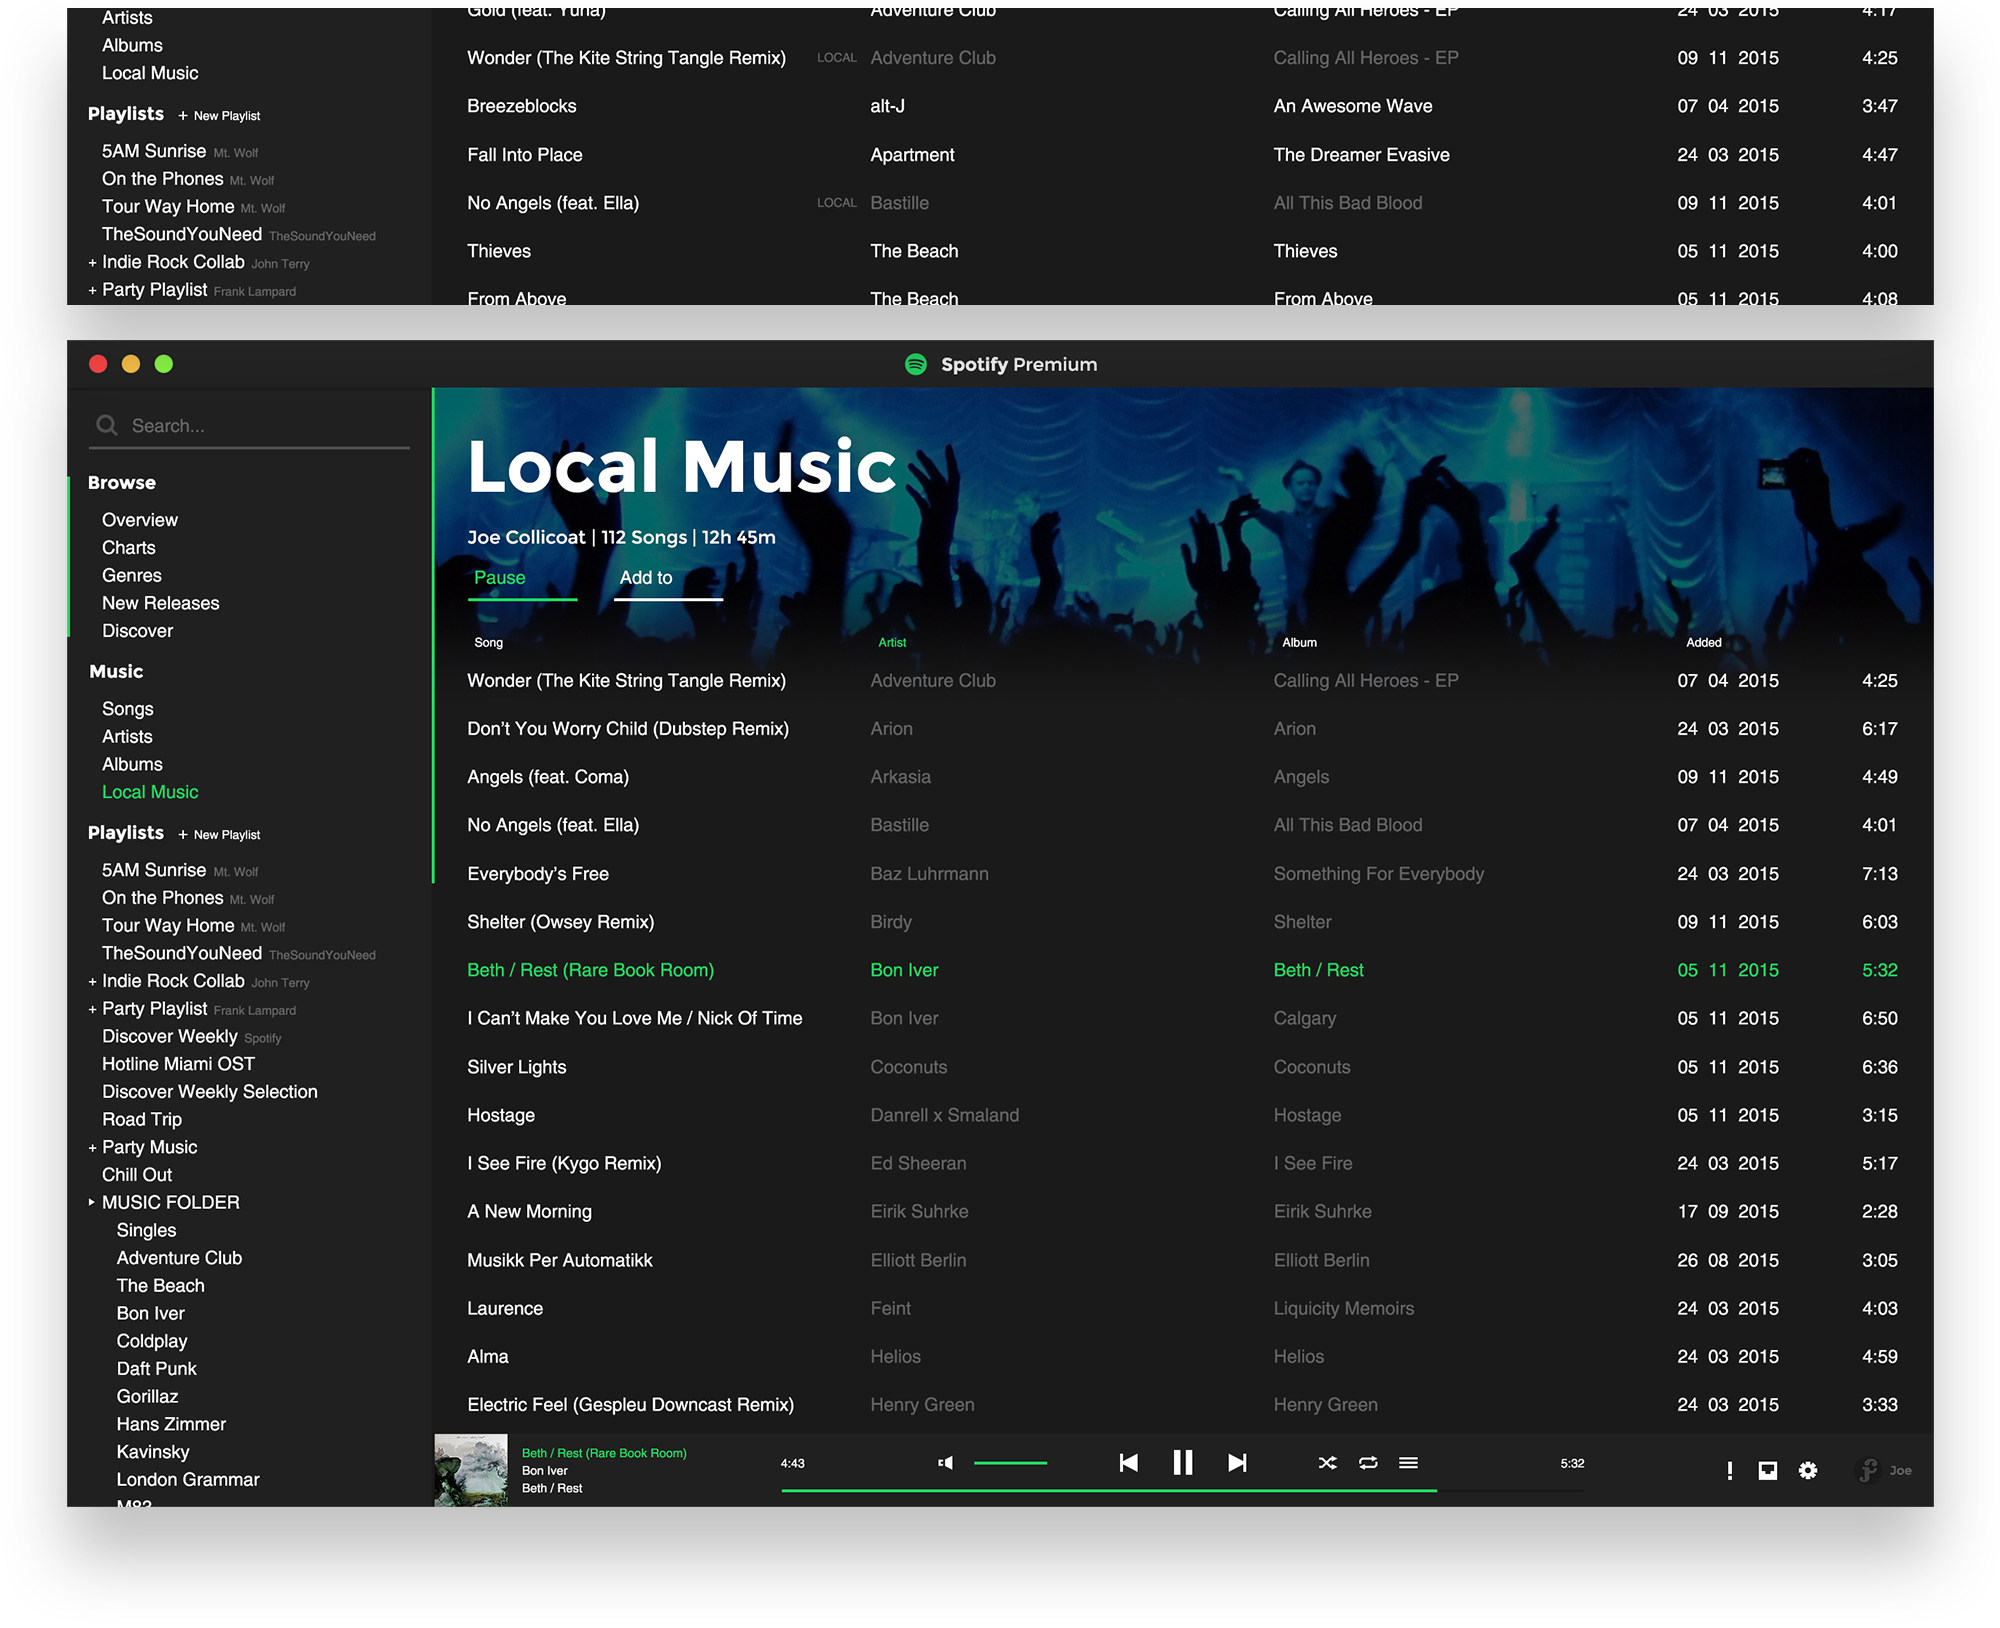 Artists
Albums
Local Music
Playlists + New Playlist
5AM Sunrise Mt. Wolf
On the Phones Mt. Wolf
Tour Way Home Mt. Wolf
TheSoundYouNeed TheSoundYouNeed
+ Indie Rock Collab John Terry
+ Party Playlist Frank Lampard
Gold (feat. Yuna) Adventure Club Calling All Heroes - EP 24 03 2015 4:17
Wonder (The Kite String Tangle Remix) LOCAL Adventure Club Calling All Heroes - EP 09 11 2015 4:25
Breezeblocks alt-J An Awesome Wave 07 04 2015 3:47
Fall Into Place Apartment The Dreamer Evasive 24 03 2015 4:47
No Angels (feat. Ella) LOCAL Bastille All This Bad Blood 09 11 2015 4:01
Thieves The Beach Thieves 05 11 2015 4:00
From Above The Beach From Above 05 11 2015 4:08
Spotify Premium
Search...
Browse
Overview
Charts
Genres
New Releases
Discover
Music
Songs
Artists
Albums
Local Music
Playlists + New Playlist
5AM Sunrise Mt. Wolf
On the Phones Mt. Wolf
Tour Way Home Mt. Wolf
TheSoundYouNeed TheSoundYouNeed
+ Indie Rock Collab John Terry
+ Party Playlist Frank Lampard
Discover Weekly Spotify
Hotline Miami OST
Discover Weekly Selection
Road Trip
+ Party Music
Chill Out
MUSIC FOLDER
Singles
Adventure Club
The Beach
Bon Iver
Coldplay
Daft Punk
Gorillaz
Hans Zimmer
Kavinsky
London Grammar
M83
Local Music
Joe Collicoat | 112 Songs | 12h 45m
Pause Add to
Song Artist Album Added
Wonder (The Kite String Tangle Remix) Adventure Club Calling All Heroes - EP 07 04 2015 4:25
Don’t You Worry Child (Dubstep Remix) Arion Arion 24 03 2015 6:17
Angels (feat. Coma) Arkasia Angels 09 11 2015 4:49
No Angels (feat. Ella) Bastille All This Bad Blood 07 04 2015 4:01
Everybody’s Free Baz Luhrmann Something For Everybody 24 03 2015 7:13
Shelter (Owsey Remix) Birdy Shelter 09 11 2015 6:03
Beth / Rest (Rare Book Room) Bon Iver Beth / Rest 05 11 2015 5:32
I Can’t Make You Love Me / Nick Of Time Bon Iver Calgary 05 11 2015 6:50
Silver Lights Coconuts Coconuts 05 11 2015 6:36
Hostage Danrell x Smaland Hostage 05 11 2015 3:15
I See Fire (Kygo Remix) Ed Sheeran I See Fire 24 03 2015 5:17
A New Morning Eirik Suhrke Eirik Suhrke 17 09 2015 2:28
Musikk Per Automatikk Elliott Berlin Elliott Berlin 26 08 2015 3:05
Laurence Feint Liquicity Memoirs 24 03 2015 4:03
Alma Helios Helios 24 03 2015 4:59
Electric Feel (Gespleu Downcast Remix) Henry Green Henry Green 24 03 2015 3:33
Beth / Rest (Rare Book Room)
Bon Iver
Beth / Rest
4:43 5:32
Joe